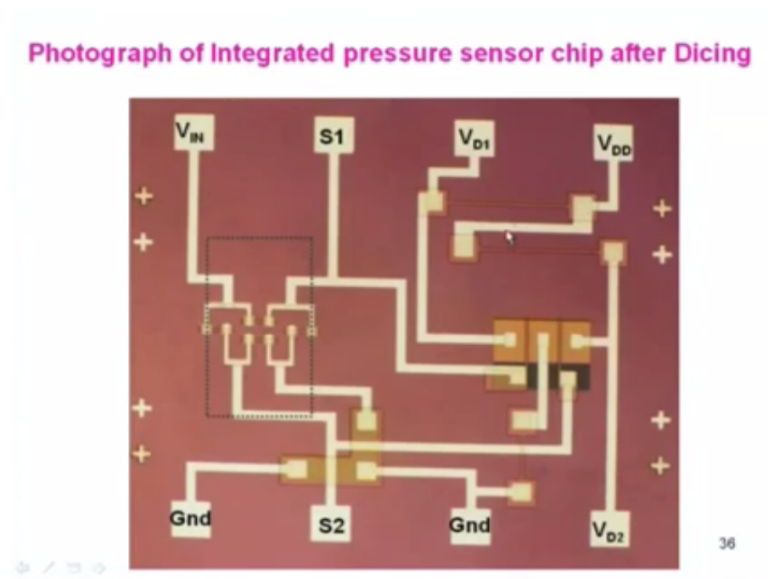 Photograph of Integrated pressure sensor chip after Dicing
VIN
S1
VD1
VDD
Gnd
S2
Gnd
VD2
36